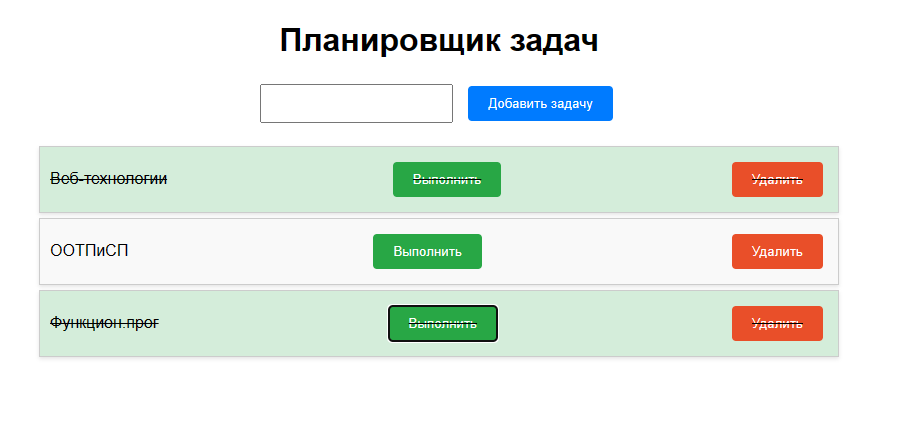 Планировщик задач
Добавить задачу
Веб-технологии Выполнить Удалить
ООТПиСП Выполнить Удалить
Функцион.прог Выполнить Удалить